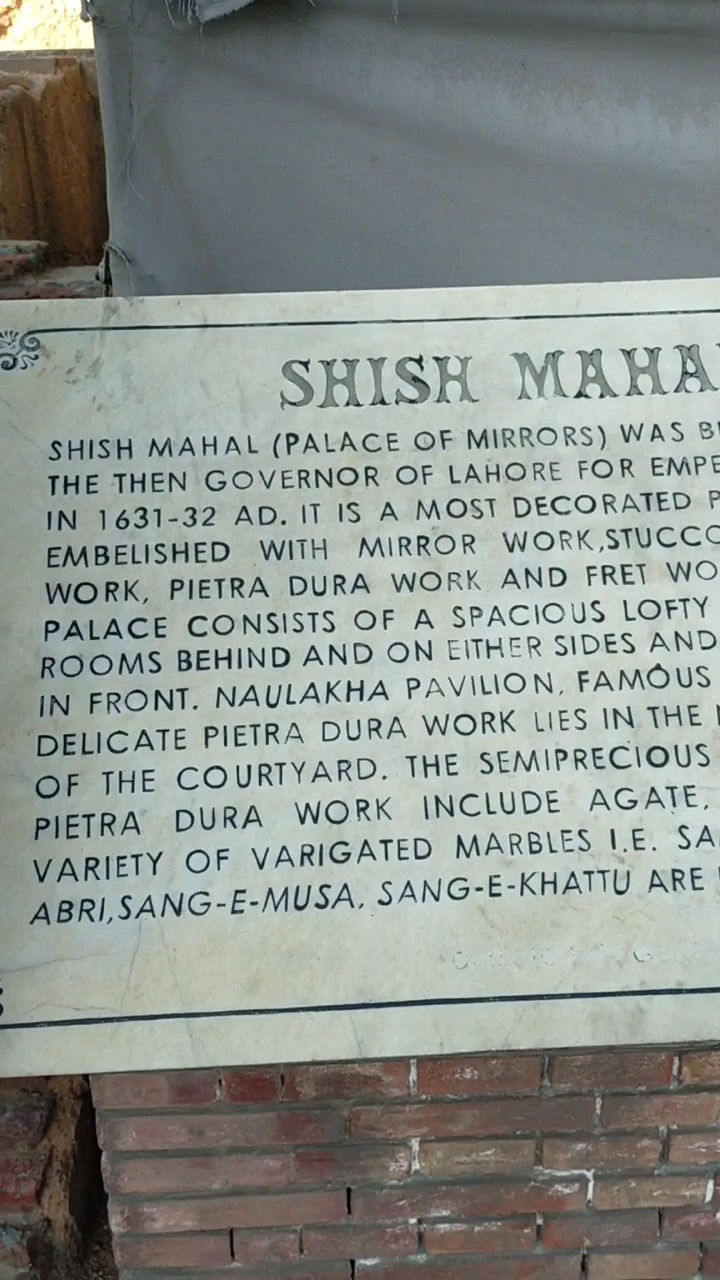 SHISH MAHA
SHISH MAHAL (PALACE OF MIRRORS) WAS
THE THEN GOVERNOR OF LAHORE FOR EMPE
IN 1631-32 AD. IT IS A MOST DECORATED
EMBELISHED WITH MIRROR WORK,STUCCO
WORK, PIETRA DURA WORK AND FRET WO
PALACE CONSISTS OF A SPACIOUS LOFTY
ROOMS BEHIND AND ON EITHER SIDES AND
IN FRONT. NAULAKHA PAVILION, FAMOUS
DELICATE PIETRA DURA WORK LIES IN THE
OF THE COURTYARD. THE SEMIPRECIOUS
PIETRA DURA WORK INCLUDE AGATE,
VARIETY OF VARIGATED MARBLES I.E. SA
ABRI,SANG-E-MUSA, SANG-E-KHATTU ARE